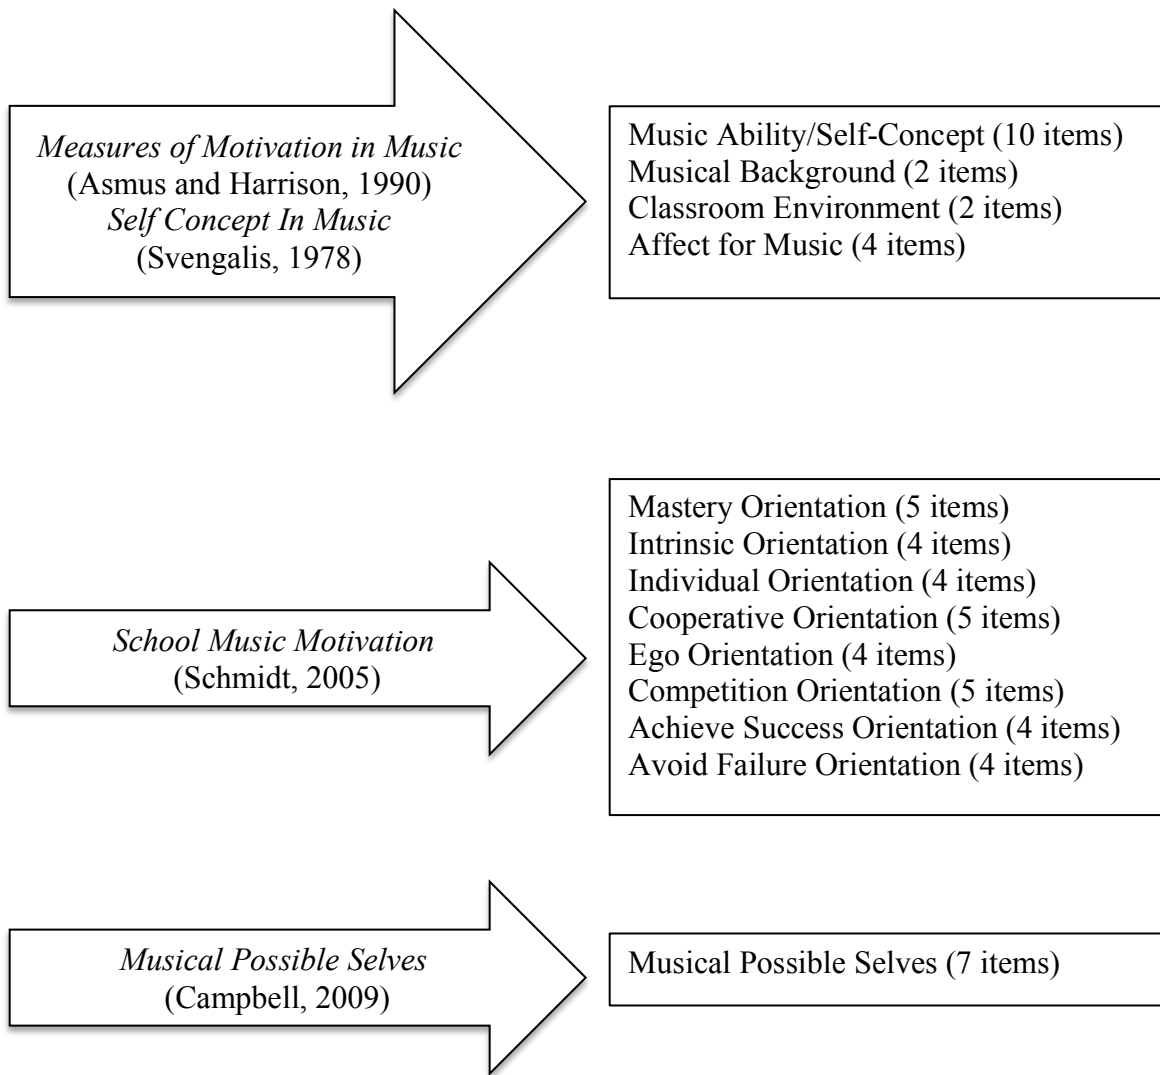 Measures of Motivation in Music
(Asmus and Harrison, 1990)
Self Concept In Music
(Svengalis, 1978)
Music Ability/Self-Concept (10 items)
Musical Background (2 items)
Classroom Environment (2 items)
Affect for Music (4 items)
School Music Motivation
(Schmidt, 2005)
Mastery Orientation (5 items)
Intrinsic Orientation (4 items)
Individual Orientation (4 items)
Cooperative Orientation (5 items)
Ego Orientation (4 items)
Competition Orientation (5 items)
Achieve Success Orientation (4 items)
Avoid Failure Orientation (4 items)
Musical Possible Selves
(Campbell, 2009)
Musical Possible Selves (7 items)